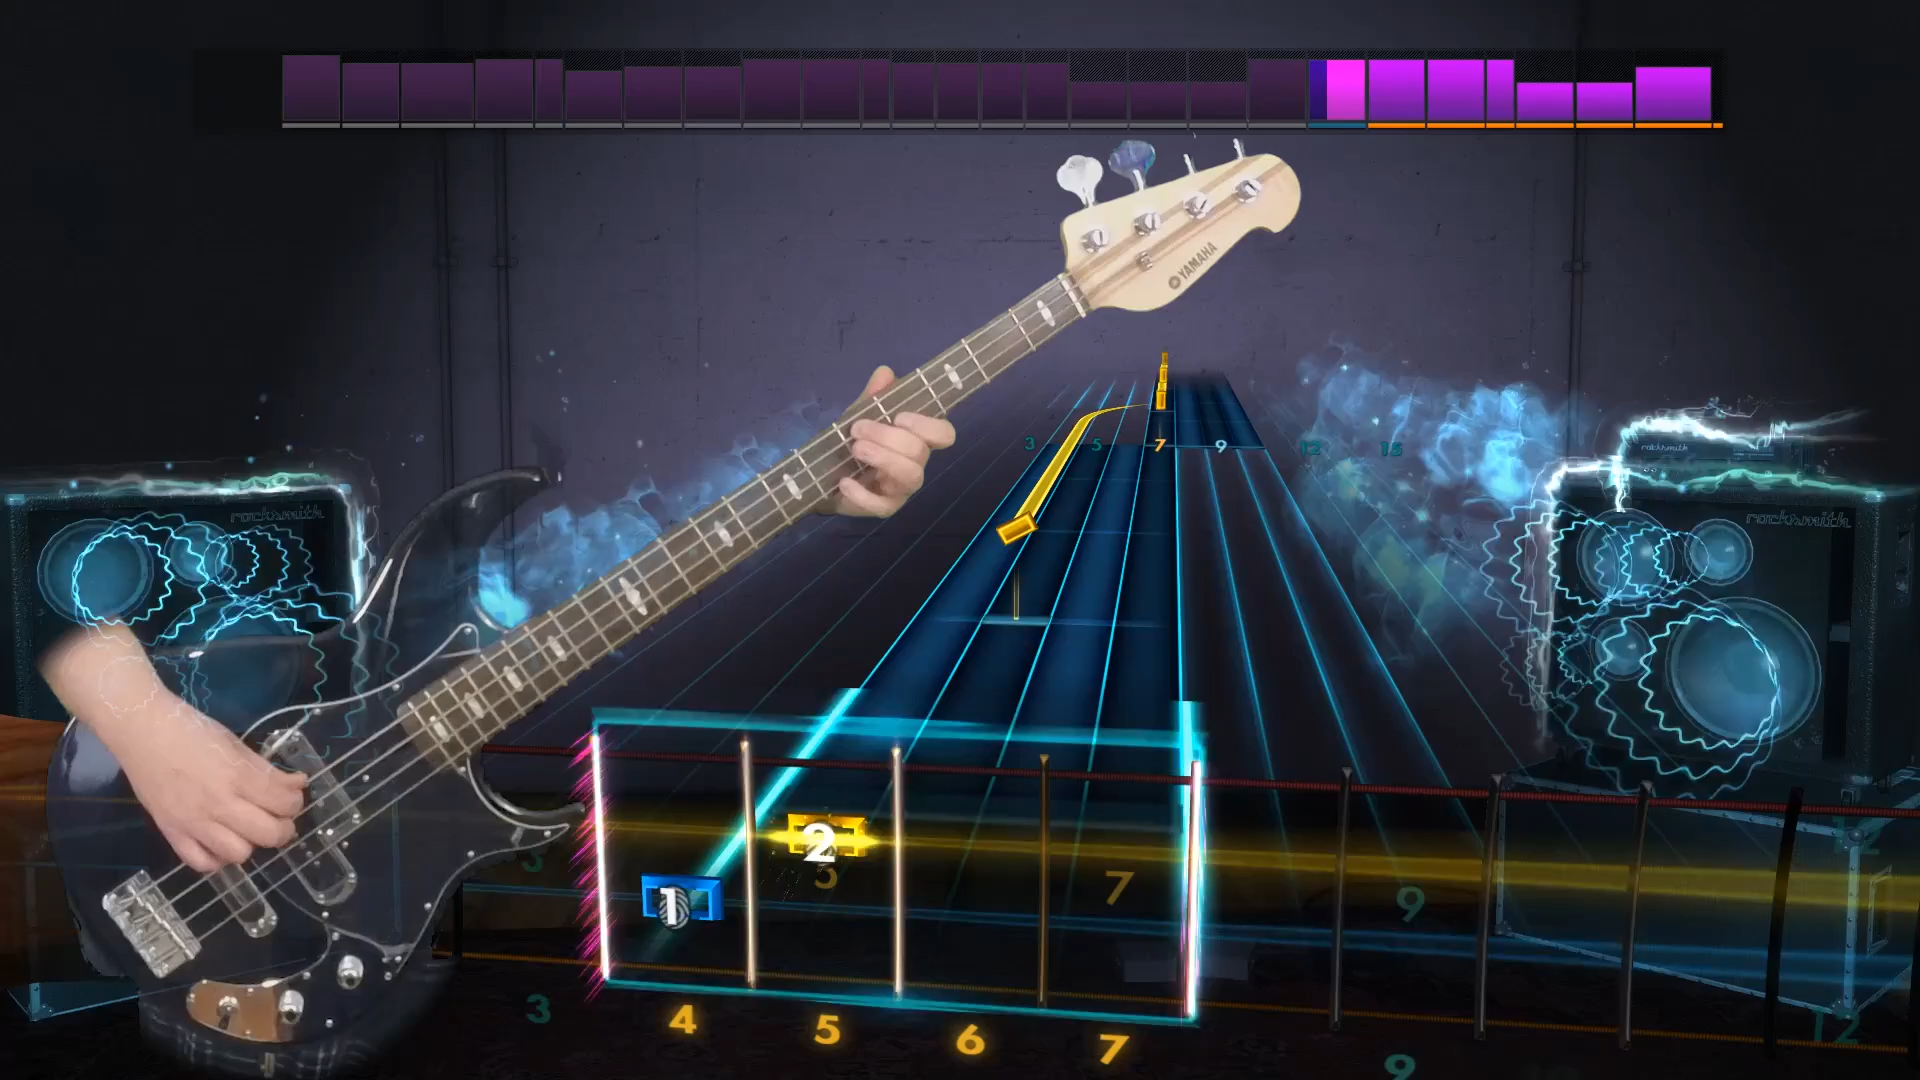 YAMAHA
3 5 7 9 12 15
rocksmith
rocksmith
rocksmith
2
3 5 7 9
1
3 4 5 6 7 9 12